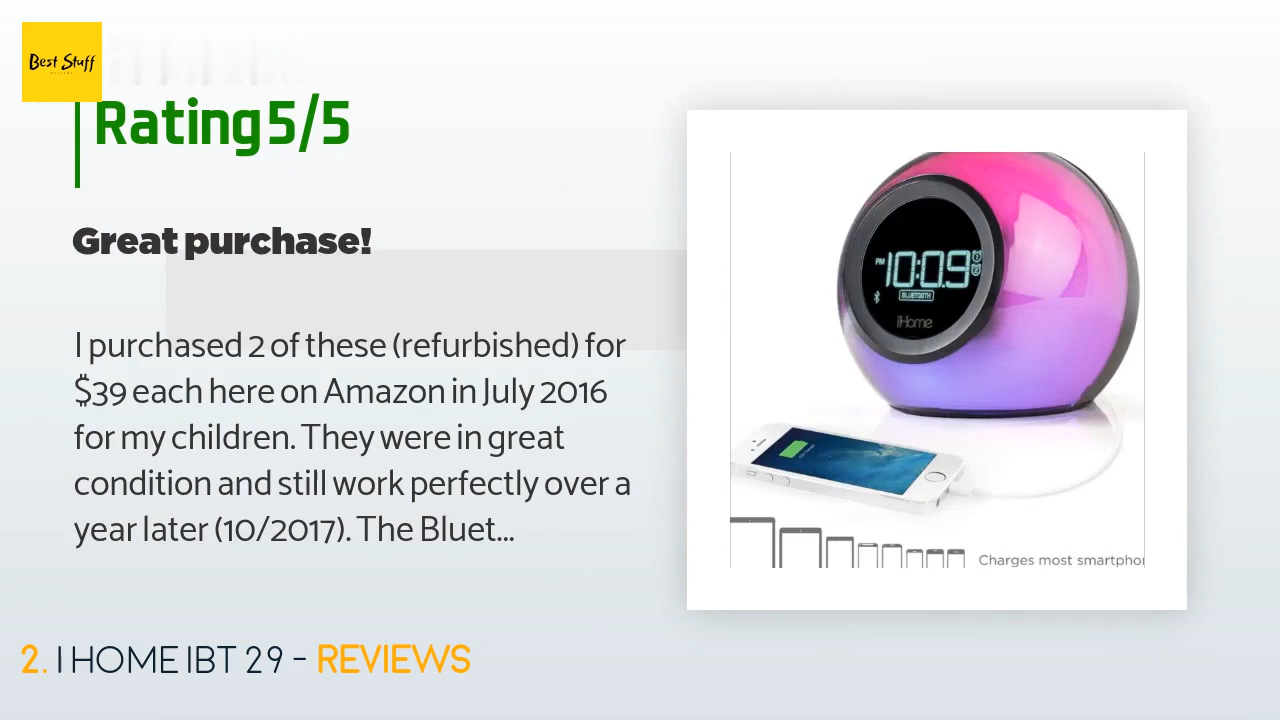 Best Stuff
Rating 5/5
Great purchase!
I purchased 2 of these (refurbished) for
$39 each here on Amazon in July 2016
for my children. They were in great
condition and still work perfectly over a
year later (10/2017). The Bluet...
PM 10:09
BLUETOOTH
iHome
Charges most smartphon
2. I HOME IBT 29 - REVIEWS